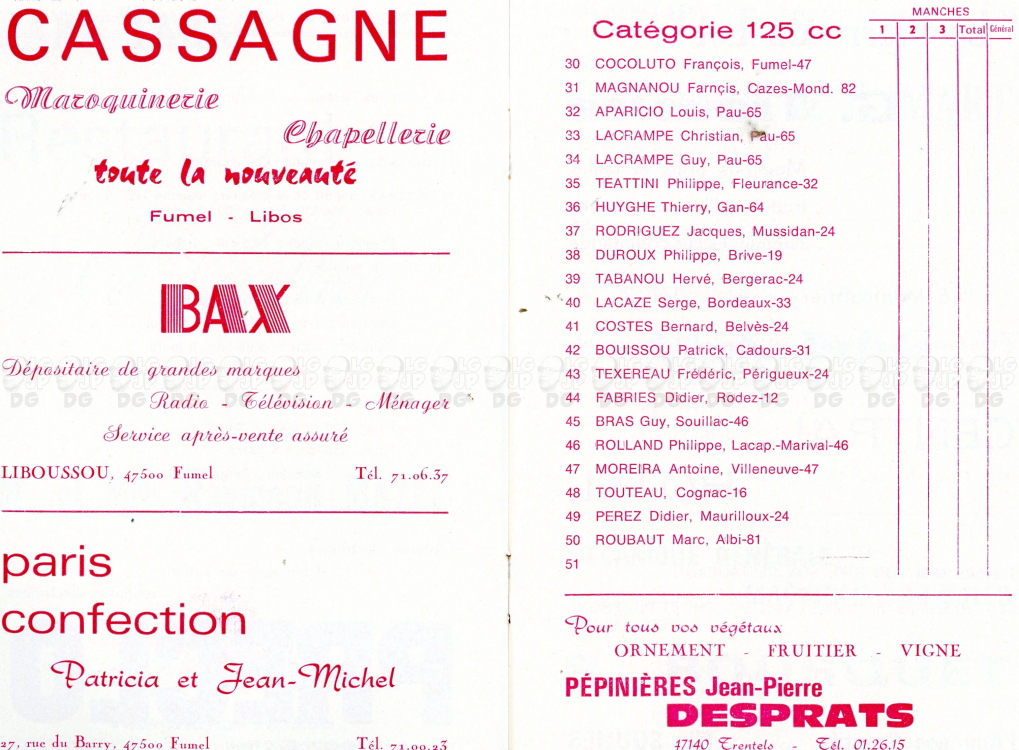 CASSAGNE
Maroquinerie
Chapellerie
toute la nouveauté
Fumel - Libos
BAX
Dépositaire de grandes marques
Radio - Télévision - Ménager
Service après-vente assuré
LIBOUSSOU, 47500 Fumel Tél. 71.06.37
paris
confection
Patricia et Jean-Michel
27, rue du Barry, 47500 Fumel Tél. 71.00.23
Catégorie 125 cc
MANCHES
1 2 3 Total Général
30 COCOLUTO François, Fumel-47
31 MAGNANOU Farnçis, Cazes-Mond. 82
32 APARICIO Louis, Pau-65
33 LACRAMPE Christian, Pau-65
34 LACRAMPE Guy, Pau-65
35 TEATTINI Philippe, Fleurance-32
36 HUYGHE Thierry, Gan-64
37 RODRIGUEZ Jacques, Mussidan-24
38 DUROUX Philippe, Brive-19
39 TABANOU Hervé, Bergerac-24
40 LACAZE Serge, Bordeaux-33
41 COSTES Bernard, Belvès-24
42 BOUISSOU Patrick, Cadours-31
43 TEXEREAU Frédéric, Périgueux-24
44 FABRIES Didier, Rodez-12
45 BRAS Guy, Souillac-46
46 ROLLAND Philippe, Lacap.-Marival-46
47 MOREIRA Antoine, Villeneuve-47
48 TOUTEAU, Cognac-16
49 PEREZ Didier, Maurilloux-24
50 ROUBAUT Marc, Albi-81
51
Pour tous vos végétaux
ORNEMENT - FRUITIER - VIGNE
PÉPINIÈRES Jean-Pierre
DESPRATS
47140 Trentels - Tél. 01.26.15